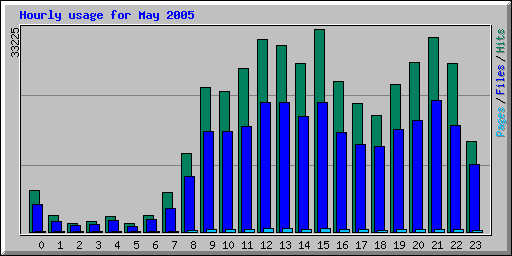 Hourly usage for May 2005
33225
Pages/Files/Hits
0 1 2 3 4 5 6 7 8 9 10 11 12 13 14 15 16 17 18 19 20 21 22 23